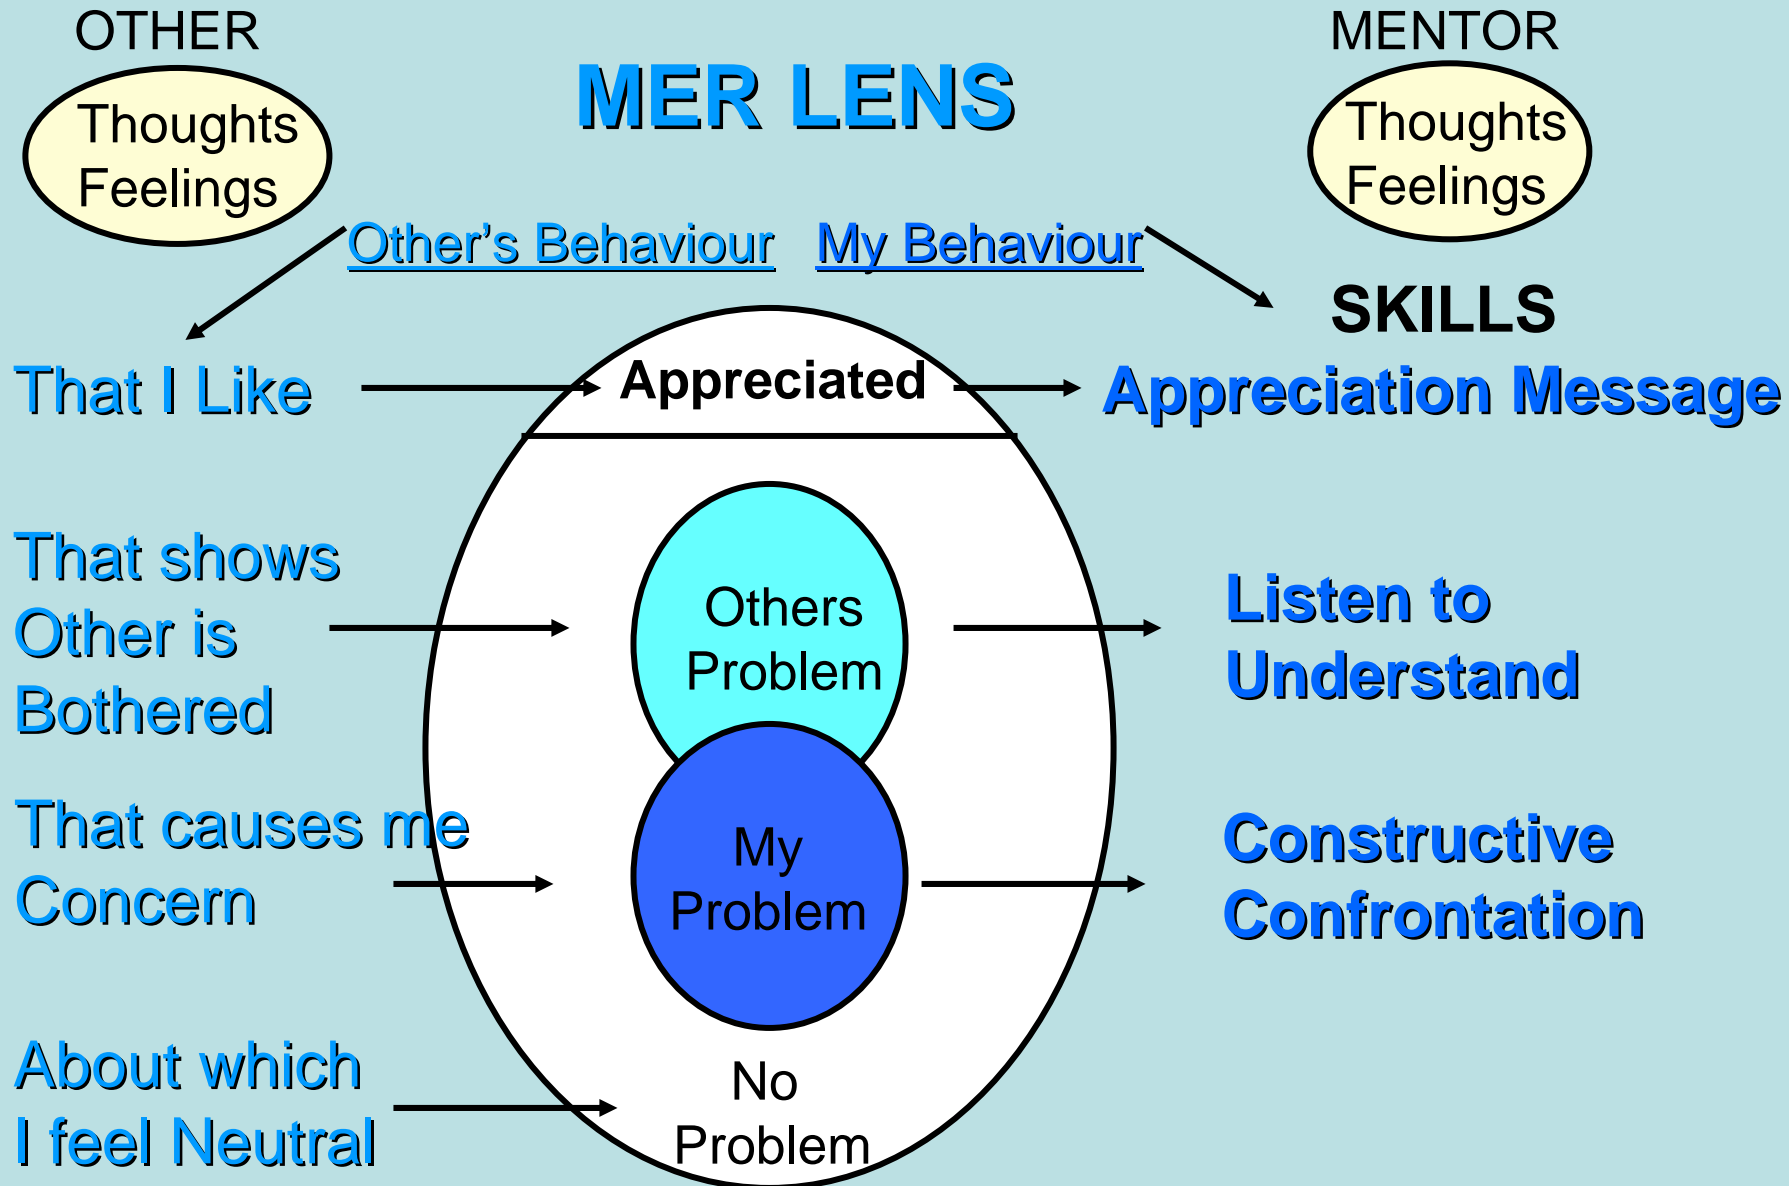 OTHER
MENTOR
MER LENS
Thoughts
Feelings
Thoughts
Feelings
Other’s Behaviour
My Behaviour
SKILLS
That I Like
Appreciated
Appreciation Message
That shows
Other is
Bothered
Others
Problem
Listen to
Understand
That causes me
Concern
My
Problem
Constructive
Confrontation
About which
I feel Neutral
No
Problem